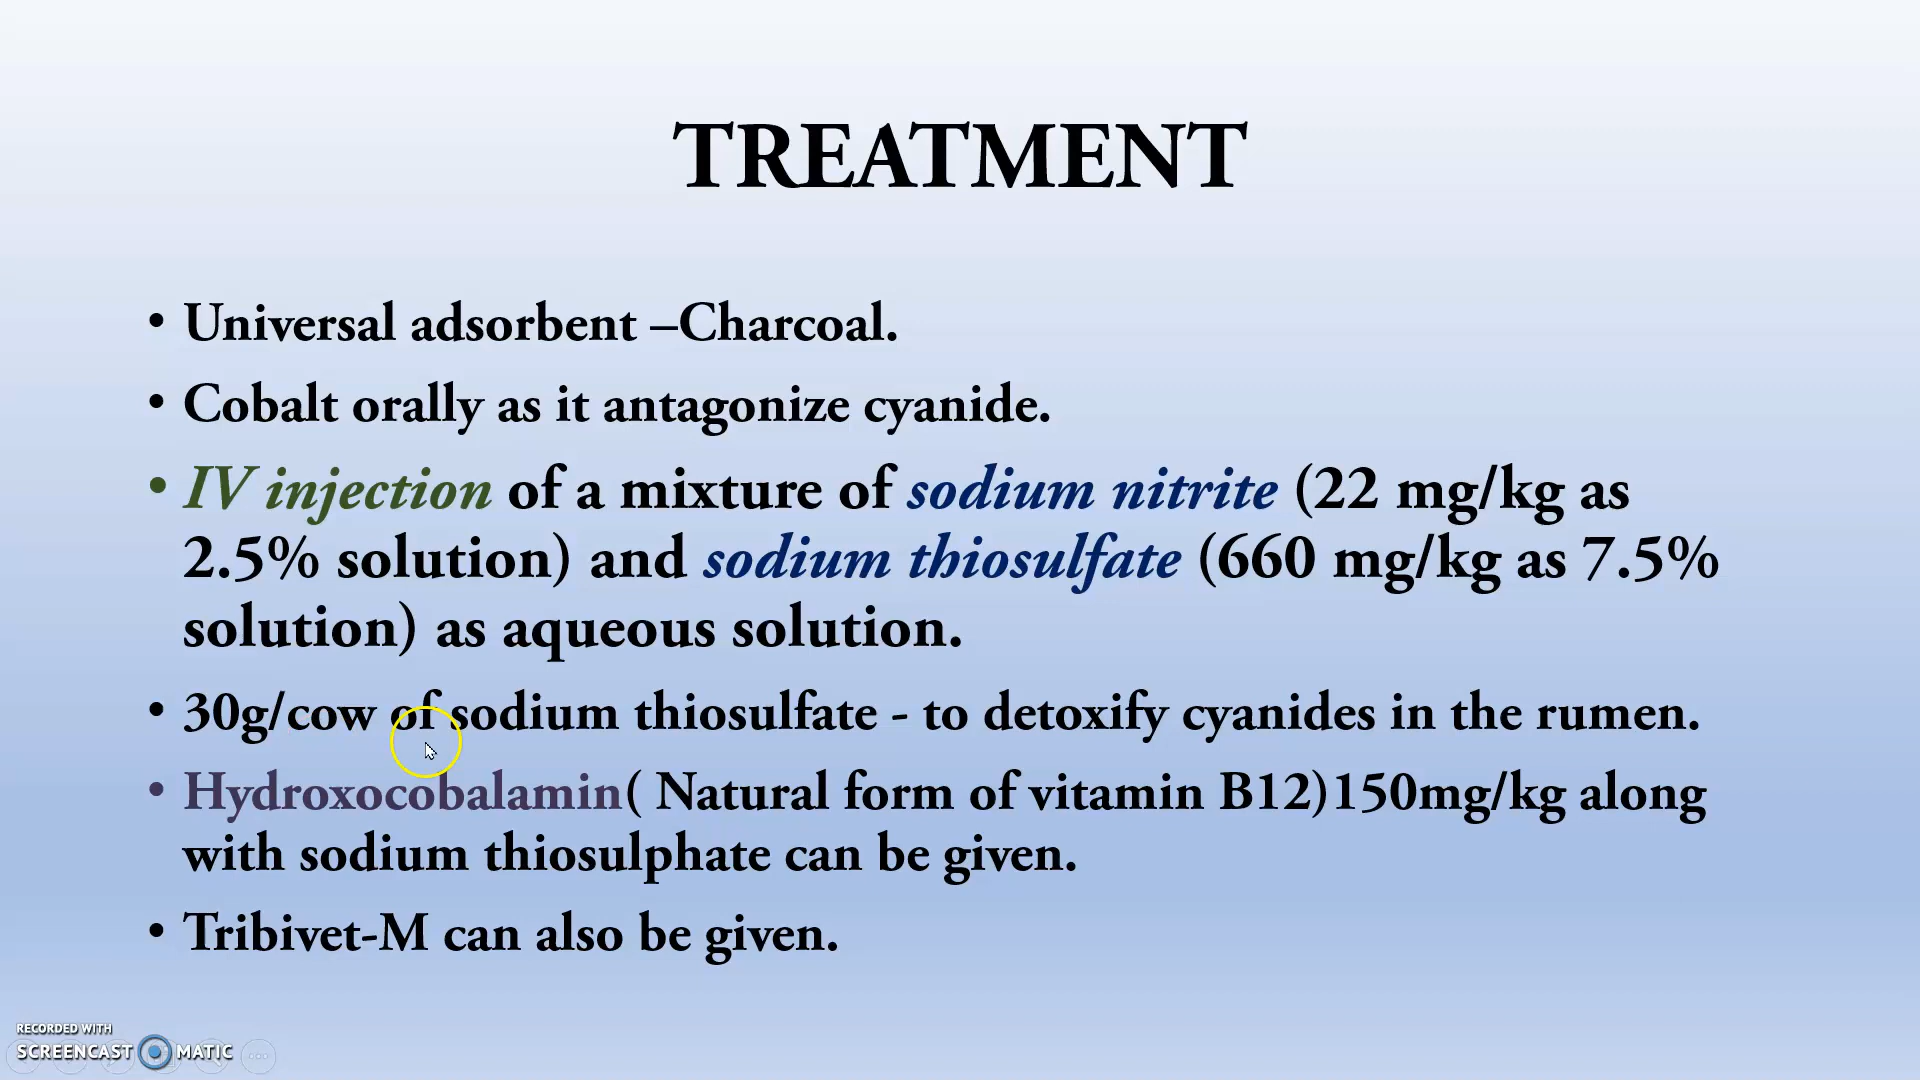 TREATMENT
• Universal adsorbent –Charcoal.
• Cobalt orally as it antagonize cyanide.
• IV injection of a mixture of sodium nitrite (22 mg/kg as
2.5% solution) and sodium thiosulfate (660 mg/kg as 7.5%
solution) as aqueous solution.
• 30g/cow of sodium thiosulfate - to detoxify cyanides in the rumen.
• Hydroxocobalamin( Natural form of vitamin B12)150mg/kg along
with sodium thiosulphate can be given.
• Tribivet-M can also be given.
RECORDED WITH
SCREENCAST MATIC